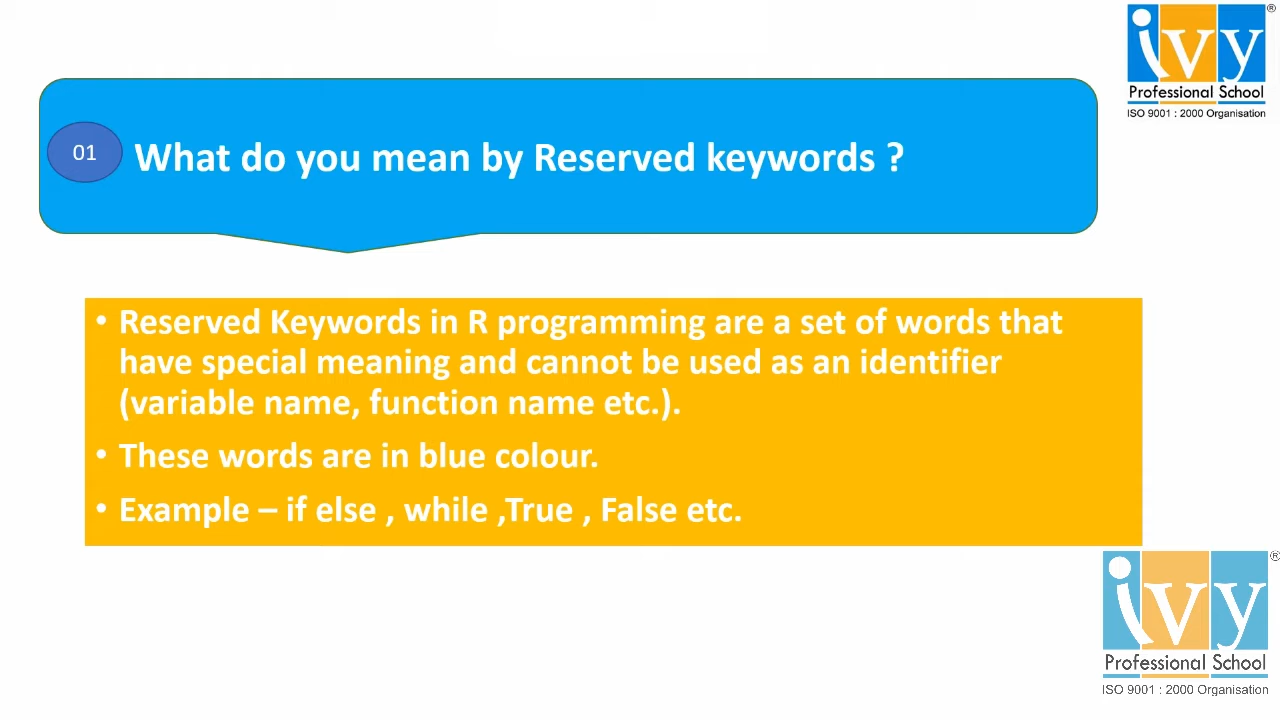 ivy
®
Professional School
ISO 9001 : 2000 Organisation
01
What do you mean by Reserved keywords ?
• Reserved Keywords in R programming are a set of words that
have special meaning and cannot be used as an identifier
(variable name, function name etc.).
• These words are in blue colour.
• Example – if else , while ,True , False etc.
ivy
®
Professional School
ISO 9001 : 2000 Organisation